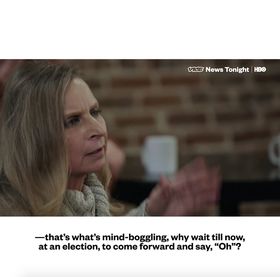 VICE News Tonight | HBO
—that's what's mind-boggling, why wait till now,
at an election, to come forward and say, "Oh"?